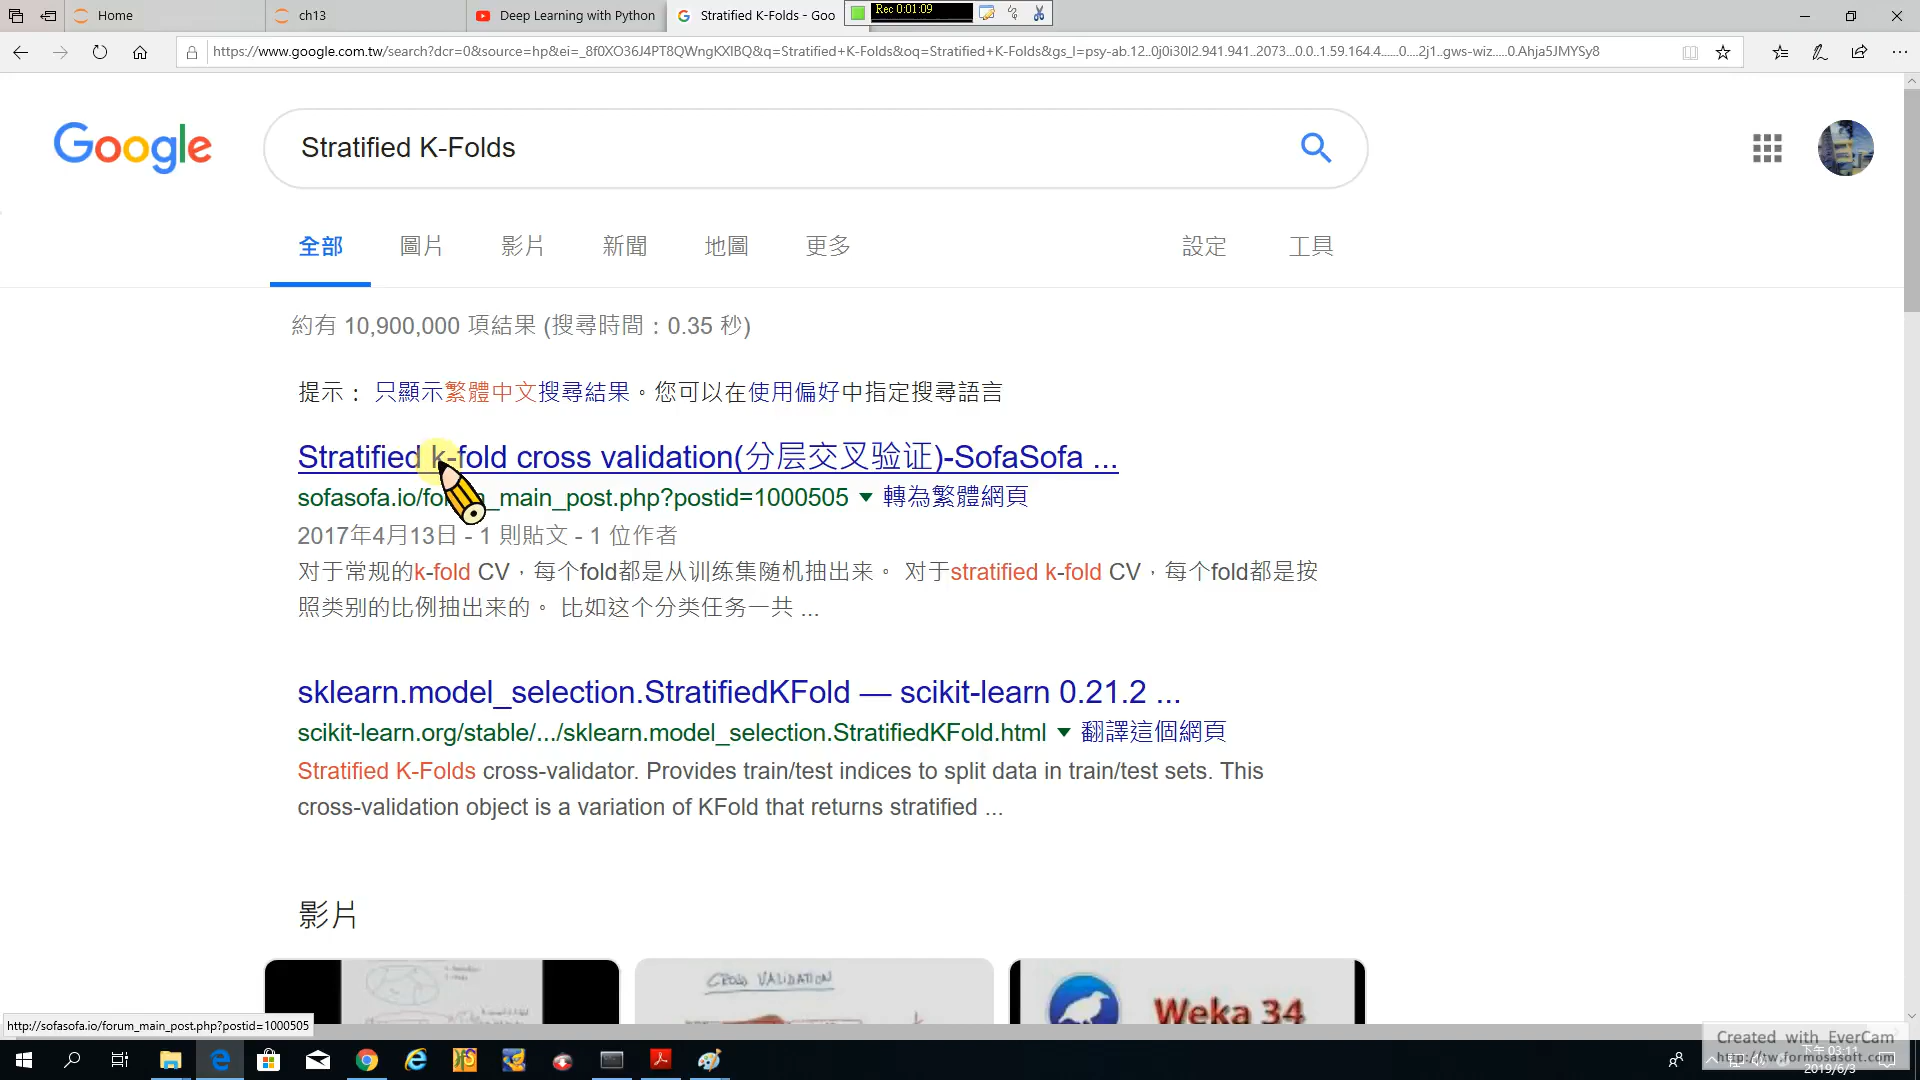 Home
ch13
Deep Learning with Python
Stratified K-Folds - Goo
Rec 0:01:09
https://www.google.com.tw/search?dcr=0&source=hp&ei=_8f0XO36J4PT8QWngKXIBQ&q=Stratified+K-Folds&oq=Stratified+K-Folds&gs_l=psy-ab.12..0j0i30l2.941.941..2073...0.0..1.59.164.4......0....2j1..gws-wiz.....0.Ahja5JMYSy8
Google
Stratified K-Folds
全部 圖片 影片 新聞 地圖 更多 設定 工具
約有 10,900,000 項結果 (搜尋時間：0.35 秒)
提示： 只顯示繁體中文搜尋結果。您可以在使用偏好中指定搜尋語言
Stratified k-fold cross validation(分层交叉验证)-SofaSofa ...
sofasofa.io/forum_main_post.php?postid=1000505 轉為繁體網頁
2017年4月13日 - 1 則貼文 - 1 位作者
对于常规的k-fold CV，每个fold都是从训练集随机抽出来。 对于stratified k-fold CV，每个fold都是按
照类别的比例抽出来的。 比如这个分类任务一共 ...
sklearn.model_selection.StratifiedKFold — scikit-learn 0.21.2 ...
scikit-learn.org/stable/.../sklearn.model_selection.StratifiedKFold.html 翻譯這個網頁
Stratified K-Folds cross-validator. Provides train/test indices to split data in train/test sets. This
cross-validation object is a variation of KFold that returns stratified ...
影片
CROSS VALIDATION
Weka 34
http://sofasofa.io/forum_main_post.php?postid=1000505
Created with EverCam
http://tw.formosasoft.com
下午 03:11
2019/6/3